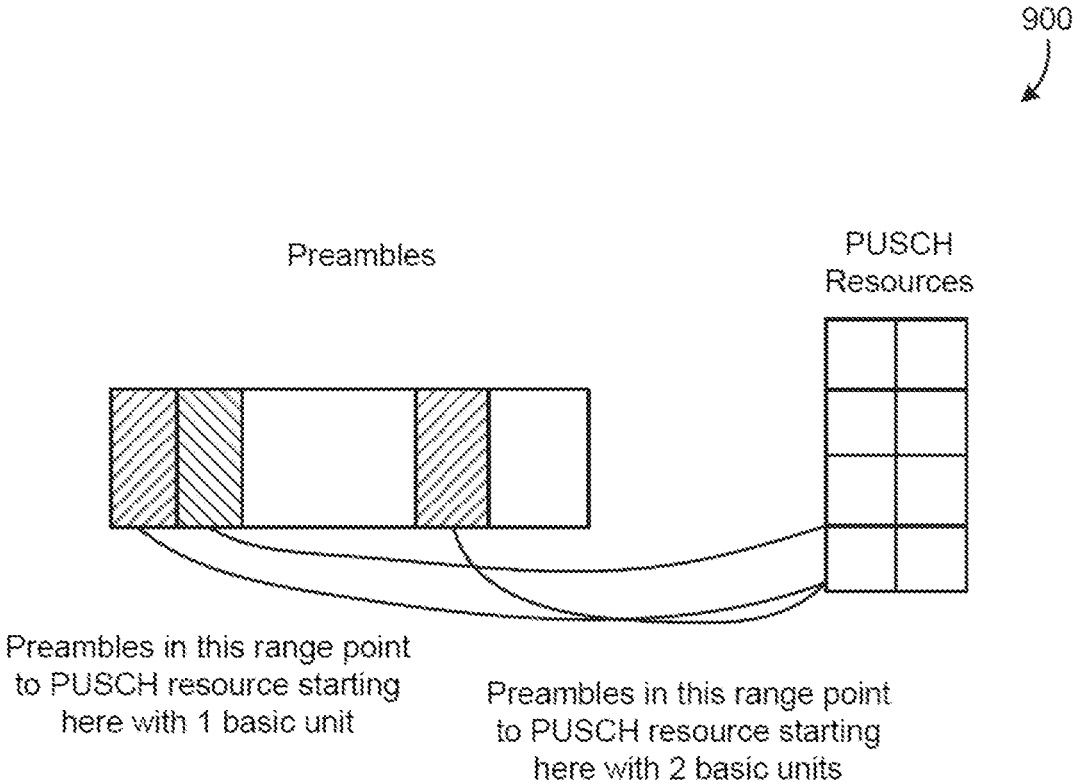 900
Preambles
PUSCH
Resources
Preambles in this range point
to PUSCH resource starting
here with 1 basic unit
Preambles in this range point
to PUSCH resource starting
here with 2 basic units